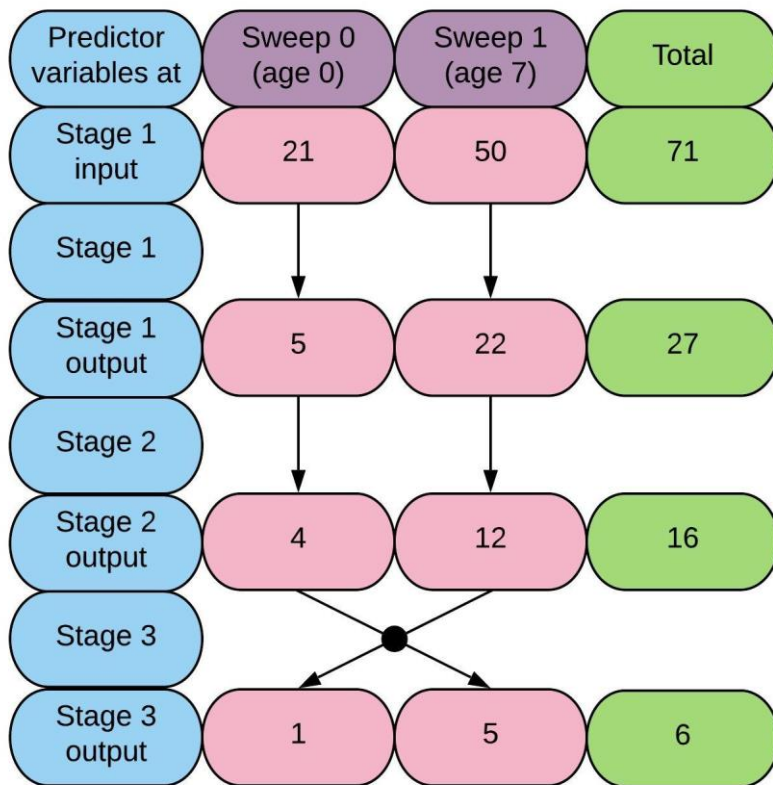 Predictor
variables at
Sweep 0
(age 0)
Sweep 1
(age 7)
Total
Stage 1
input
21
50
71
Stage 1
Stage 1
output
5
22
27
Stage 2
Stage 2
output
4
12
16
Stage 3
Stage 3
output
1
5
6